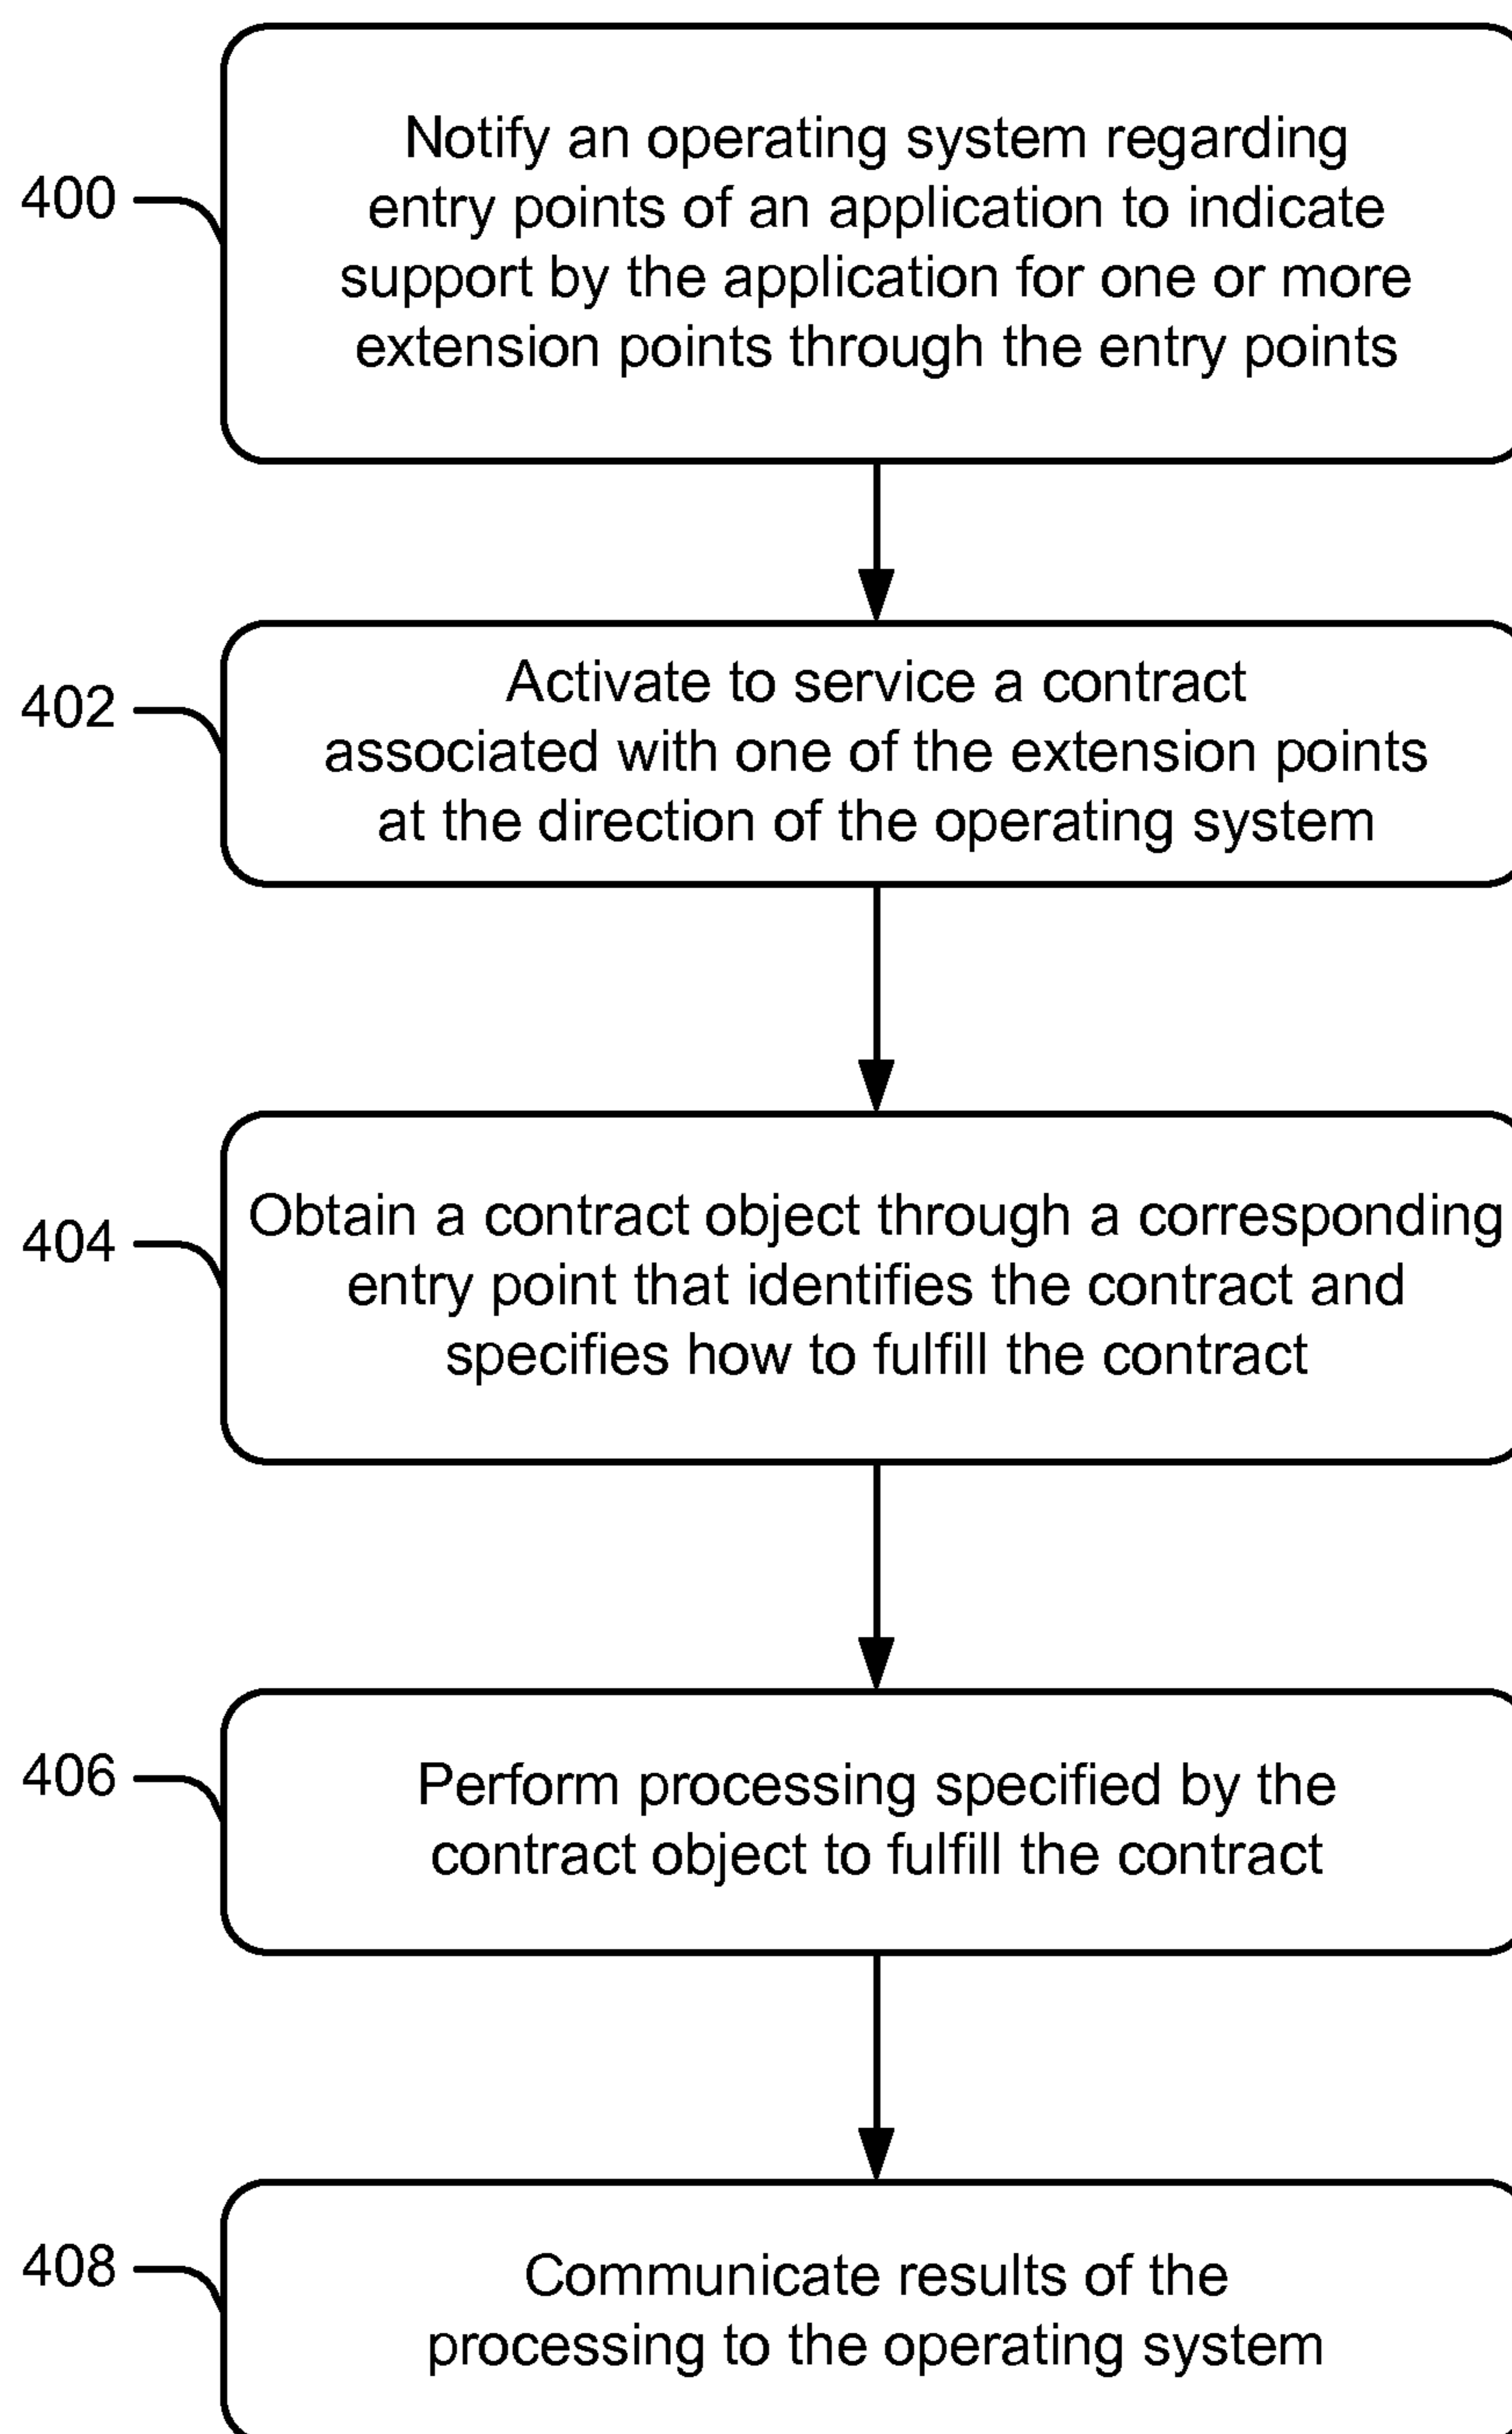 400
Notify an operating system regarding
entry points of an application to indicate
support by the application for one or more
extension points through the entry points
402
Activate to service a contract
associated with one of the extension points
at the direction of the operating system
404
Obtain a contract object through a corresponding
entry point that identifies the contract and
specifies how to fulfill the contract
406
Perform processing specified by the
contract object to fulfill the contract
408
Communicate results of the
processing to the operating system